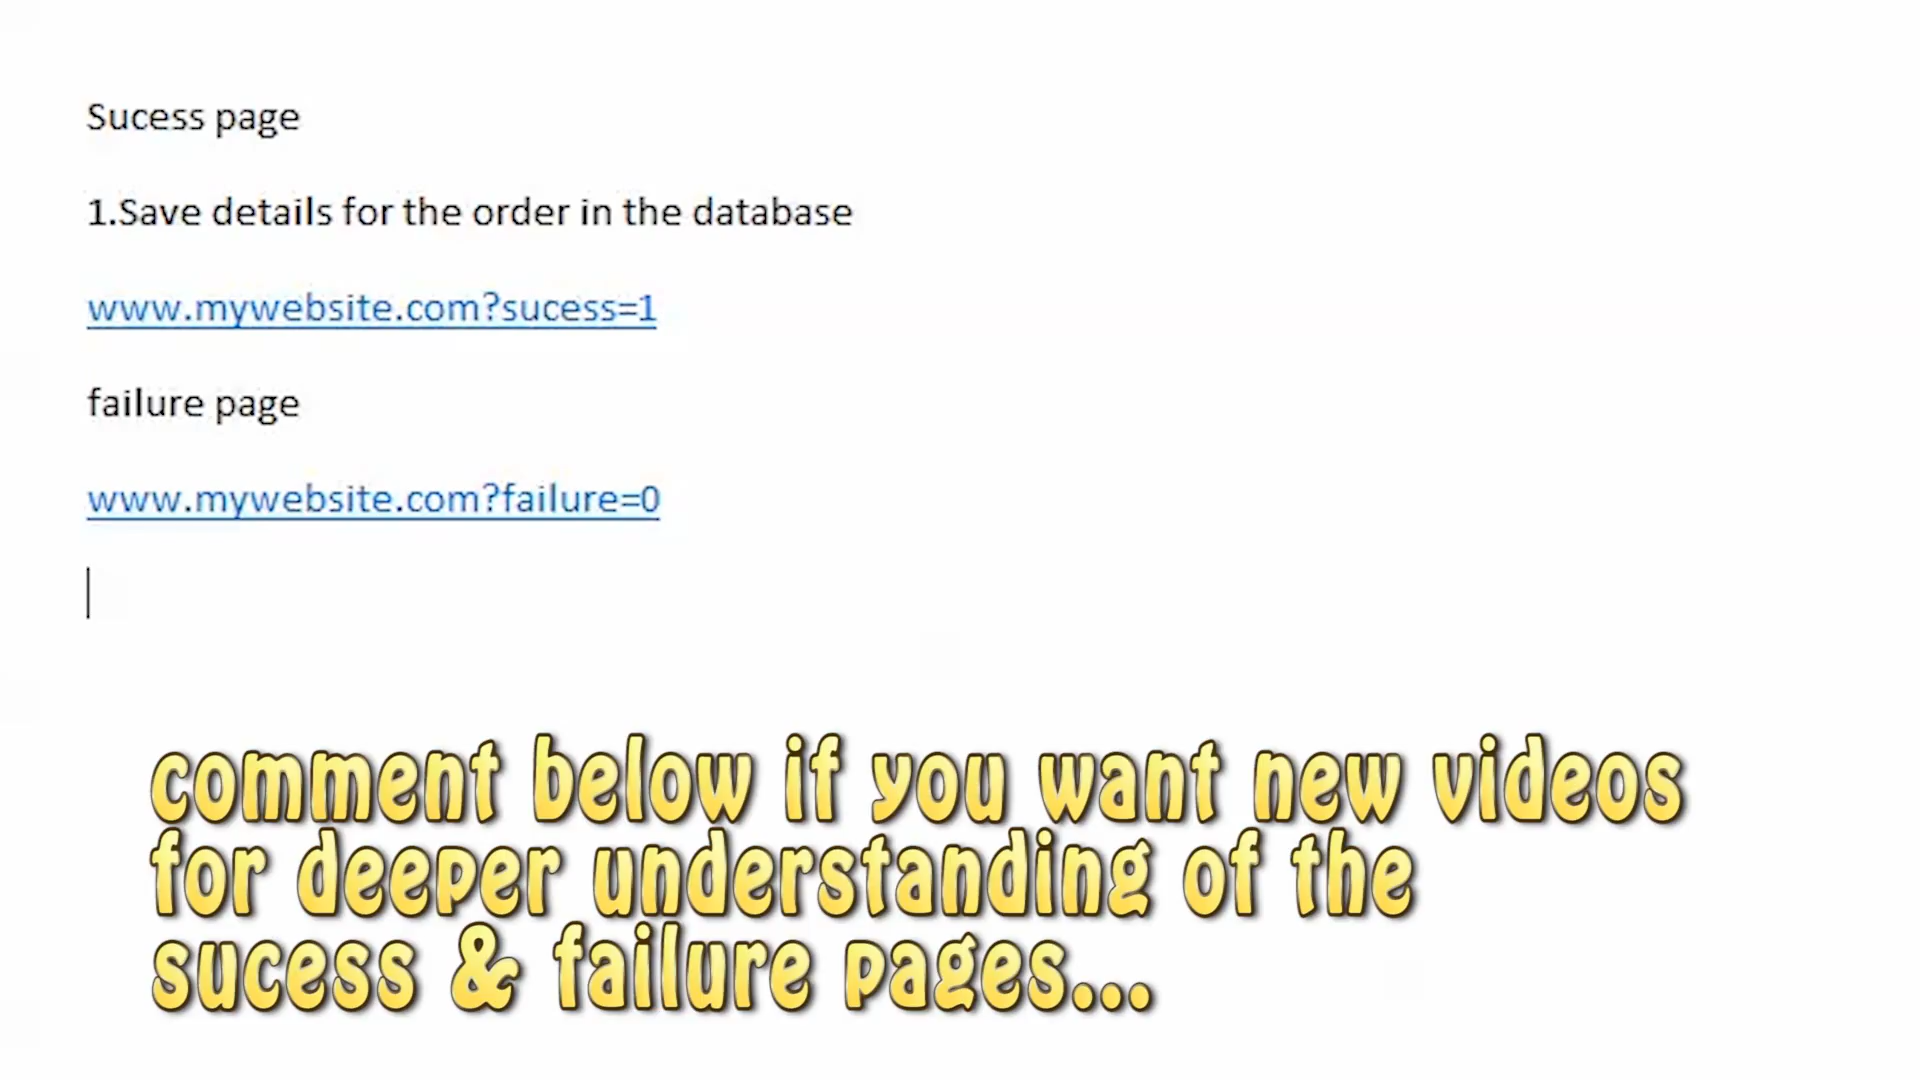 Sucess page
1.Save details for the order in the database
www.mywebsite.com?sucess=1
failure page
www.mywebsite.com?failure=0
comment below if you want new videos
for deeper understanding of the
sucess & failure pages...